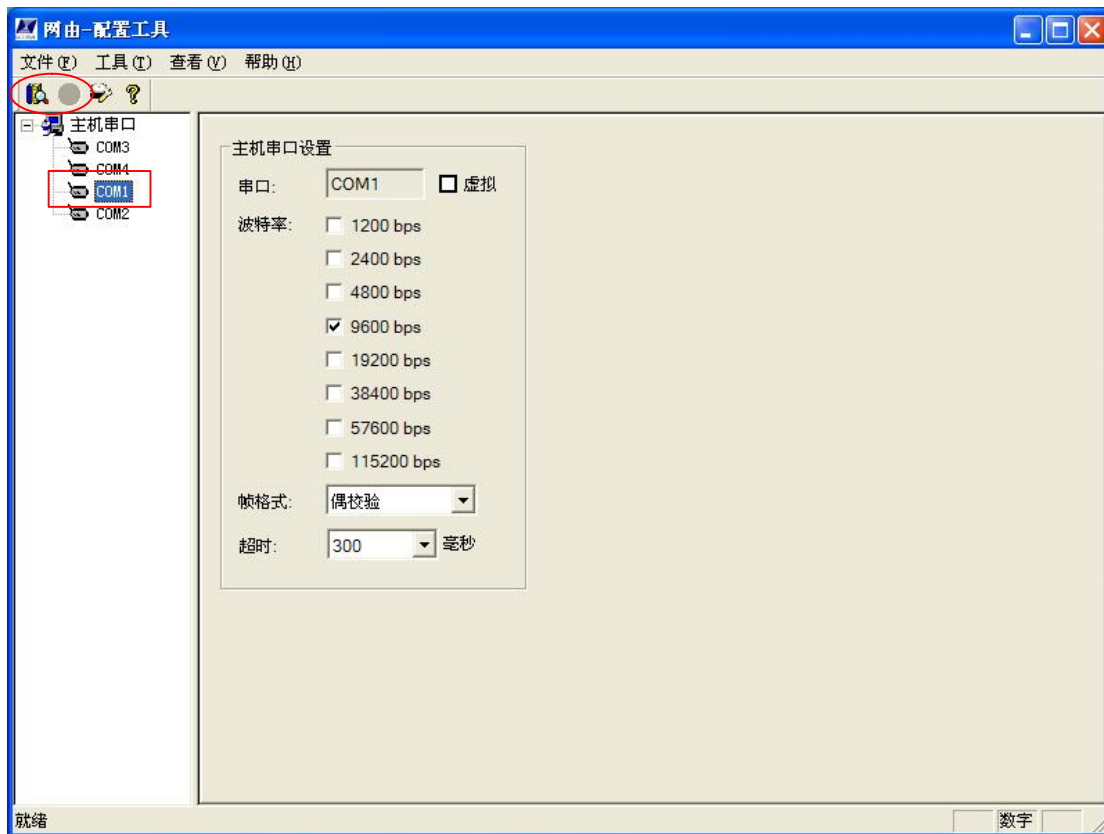 网由-配置工具
文件(F) 工具(T) 查看(V) 帮助(H)
主机串口
COM3
COM4
COM1
COM2
主机串口设置
串口: COM1 虚拟
波特率: 1200 bps
2400 bps
4800 bps
9600 bps
19200 bps
38400 bps
57600 bps
115200 bps
帧格式: 偶校验
超时: 300 毫秒
就绪 数字